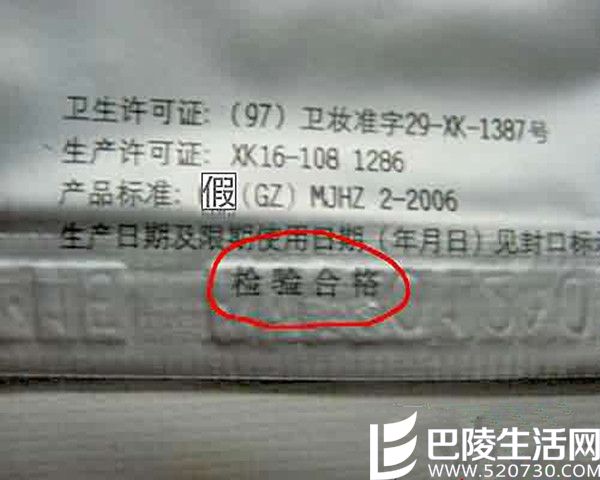 卫生许可证: (97) 卫妆准字29-XK-1387号
生产许可证: XK16-108 1286
产品标准: 假 (GZ) MJHZ 2-2006
生产日期及限期使用日期 (年月日) 见封口标
检验合格
巴陵生活网
www.520730.com